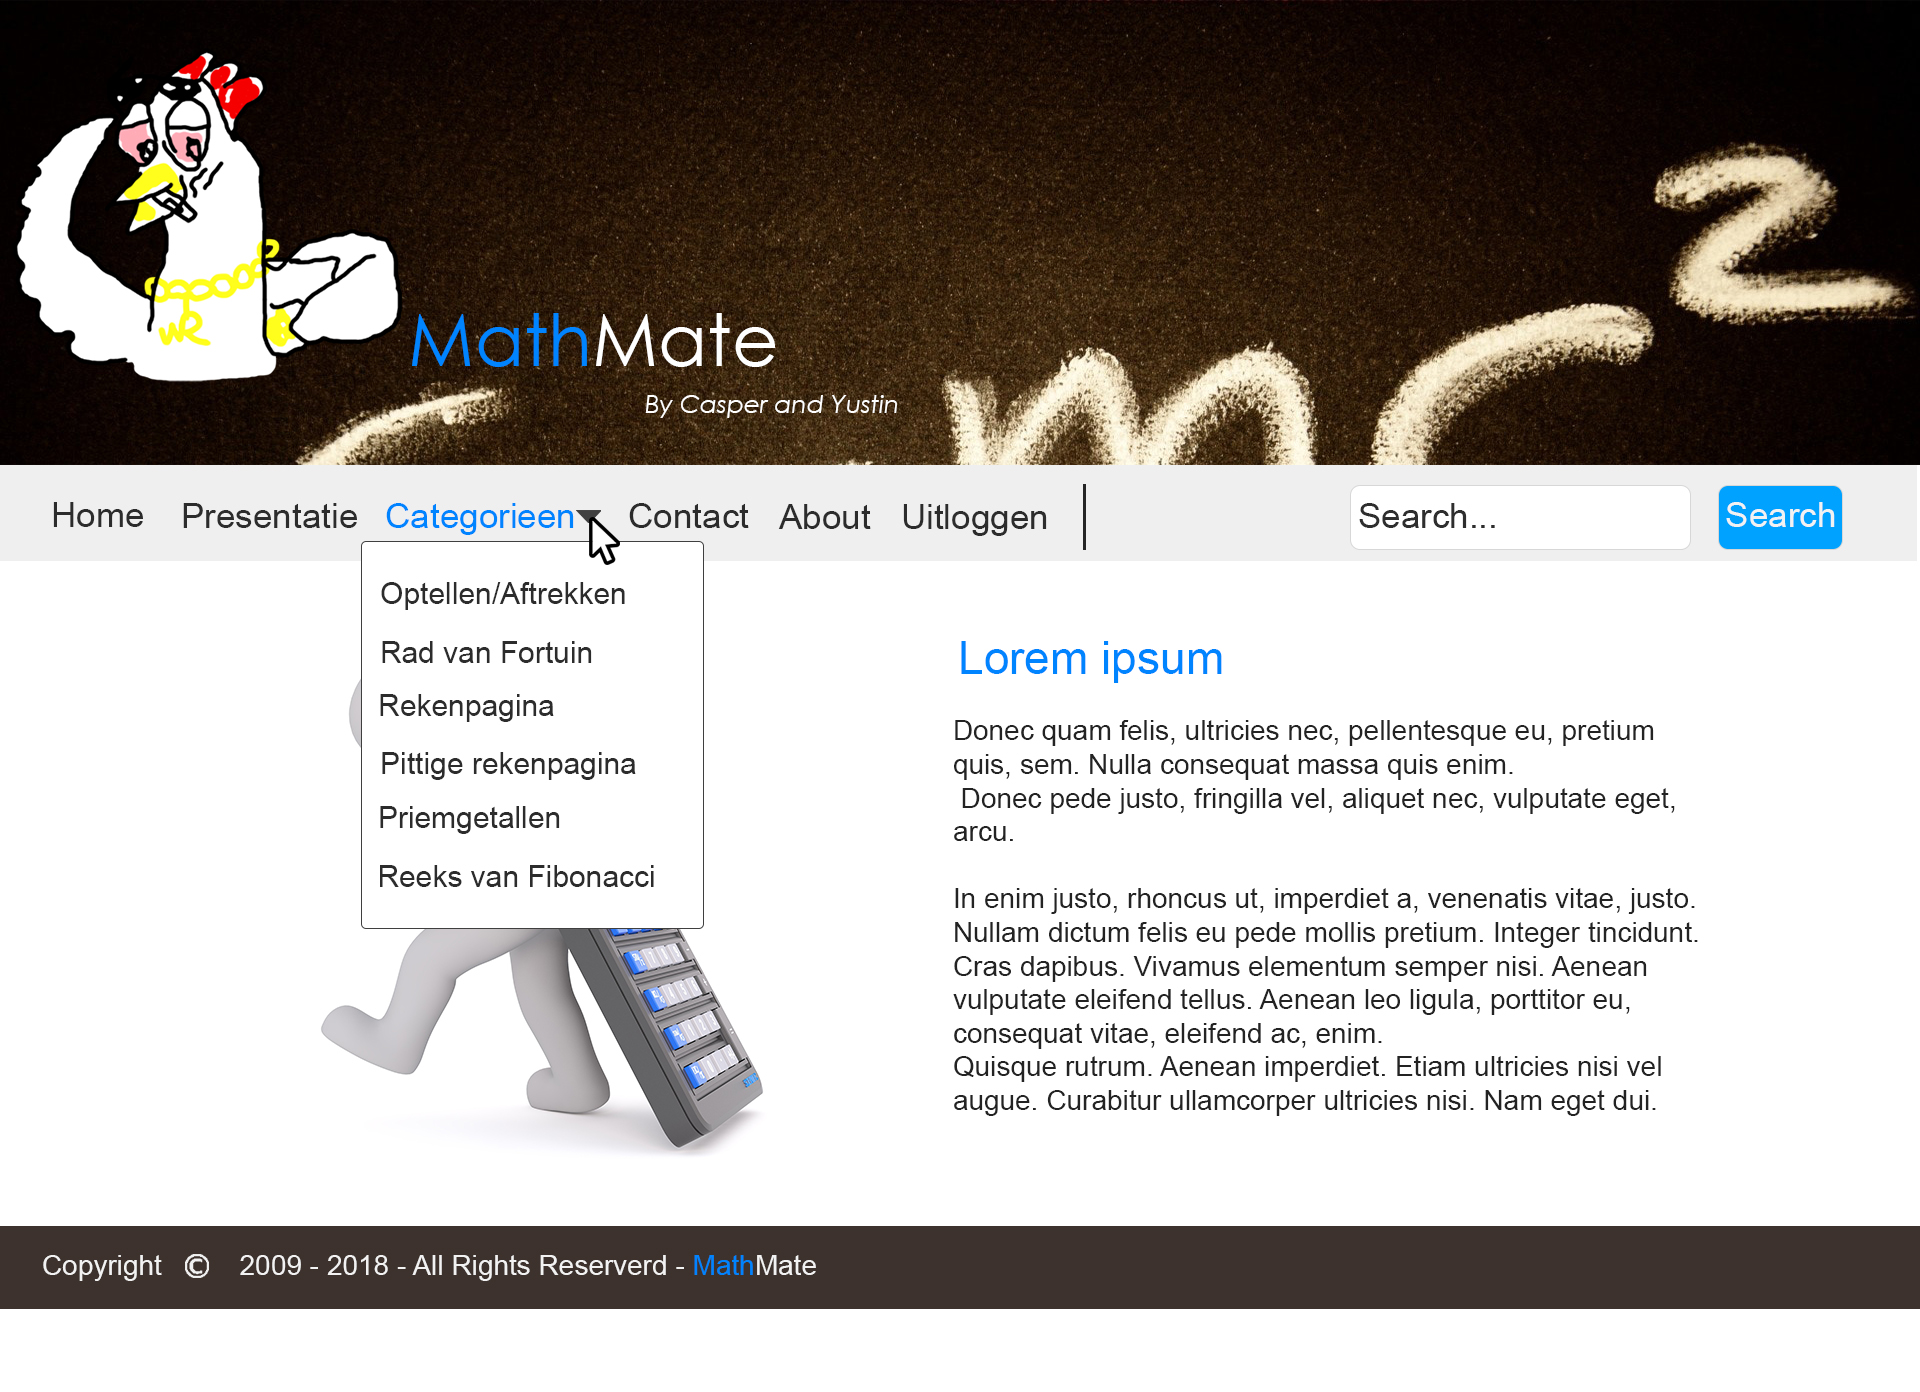 WR
MathMate
By Casper and Yustin
mc²
Home Presentatie Categorieen Contact About Uitloggen Search... Search
Optellen/Aftrekken
Rad van Fortuin
Rekenpagina
Pittige rekenpagina
Priemgetallen
Reeks van Fibonacci
Lorem ipsum
Donec quam felis, ultricies nec, pellentesque eu, pretium
quis, sem. Nulla consequat massa quis enim.
Donec pede justo, fringilla vel, aliquet nec, vulputate eget,
arcu.
In enim justo, rhoncus ut, imperdiet a, venenatis vitae, justo.
Nullam dictum felis eu pede mollis pretium. Integer tincidunt.
Cras dapibus. Vivamus elementum semper nisi. Aenean
vulputate eleifend tellus. Aenean leo ligula, porttitor eu,
consequat vitae, eleifend ac, enim.
Quisque rutrum. Aenean imperdiet. Etiam ultricies nisi vel
augue. Curabitur ullamcorper ultricies nisi. Nam eget dui.
Copyright © 2009 - 2018 - All Rights Reserverd - MathMate